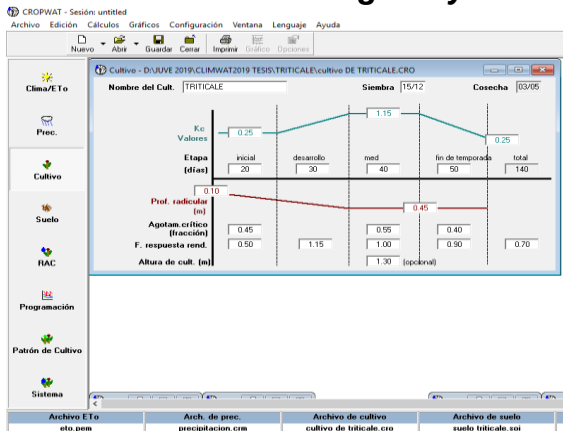 CROPWAT - Sesión: untitled
Archivo Edición Cálculos Gráficos Configuración Ventana Lenguaje Ayuda
Nuevo Abrir Guardar Cerrar Imprimir Gráfico Opciones
Clima/ETo
Prec.
Cultivo
Suelo
RAC
Programación
Patrón de Cultivo
Sistema
Cultivo - D:\JUVE 2019\CLIMWAT2019 TESIS\TRITICALE\cultivo DE TRITICALE.CRO
Nombre del Cult. TRITICALE Siembra 15/12 Cosecha 03/05
1.15
Kc
Valores 0.25 0.25
Etapa inicial desarrollo med fin de temporada total
(días) 20 30 40 50 140
0.10
Prof. radicular
(m) 0.45
Agotam.crítico
(fracción) 0.45 0.55 0.40
F. respuesta rend. 0.50 1.15 1.00 0.90 0.70
Altura de cult. (m) 1.30 (opcional)
Archivo ETo Arch. de prec. Archivo de cultivo Archivo de suelo
eto.pem precipitacion.crm cultivo de triticale.cro suelo triticale.soi